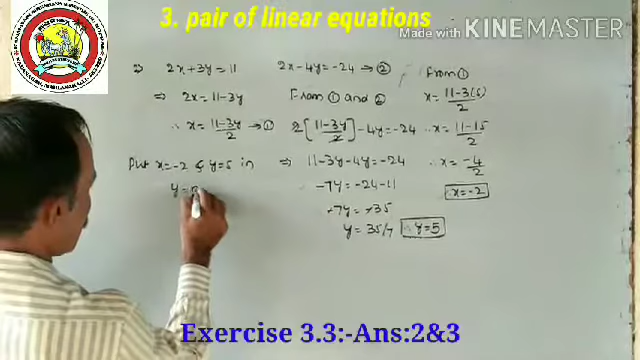 3. pair of linear equations
Made with KINEMASTER
⇒ 2x+3y=11
⇒ 2x=11-3y
∴ x=11-3y/2 →①
Put x=-2 & y=5 in
y=
2x-4y=-24 →②
From ① and ②
2[11-3y/2]-4y=-24
⇒ 11-3y-4y=-24
-7y=-24-11
+7y=+35
y=35/7 ∴y=5
From ①
x=11-3(5)/2
∴x=11-15/2
∴x=-4/2
∴x=-2
Exercise 3.3:-Ans:2&3